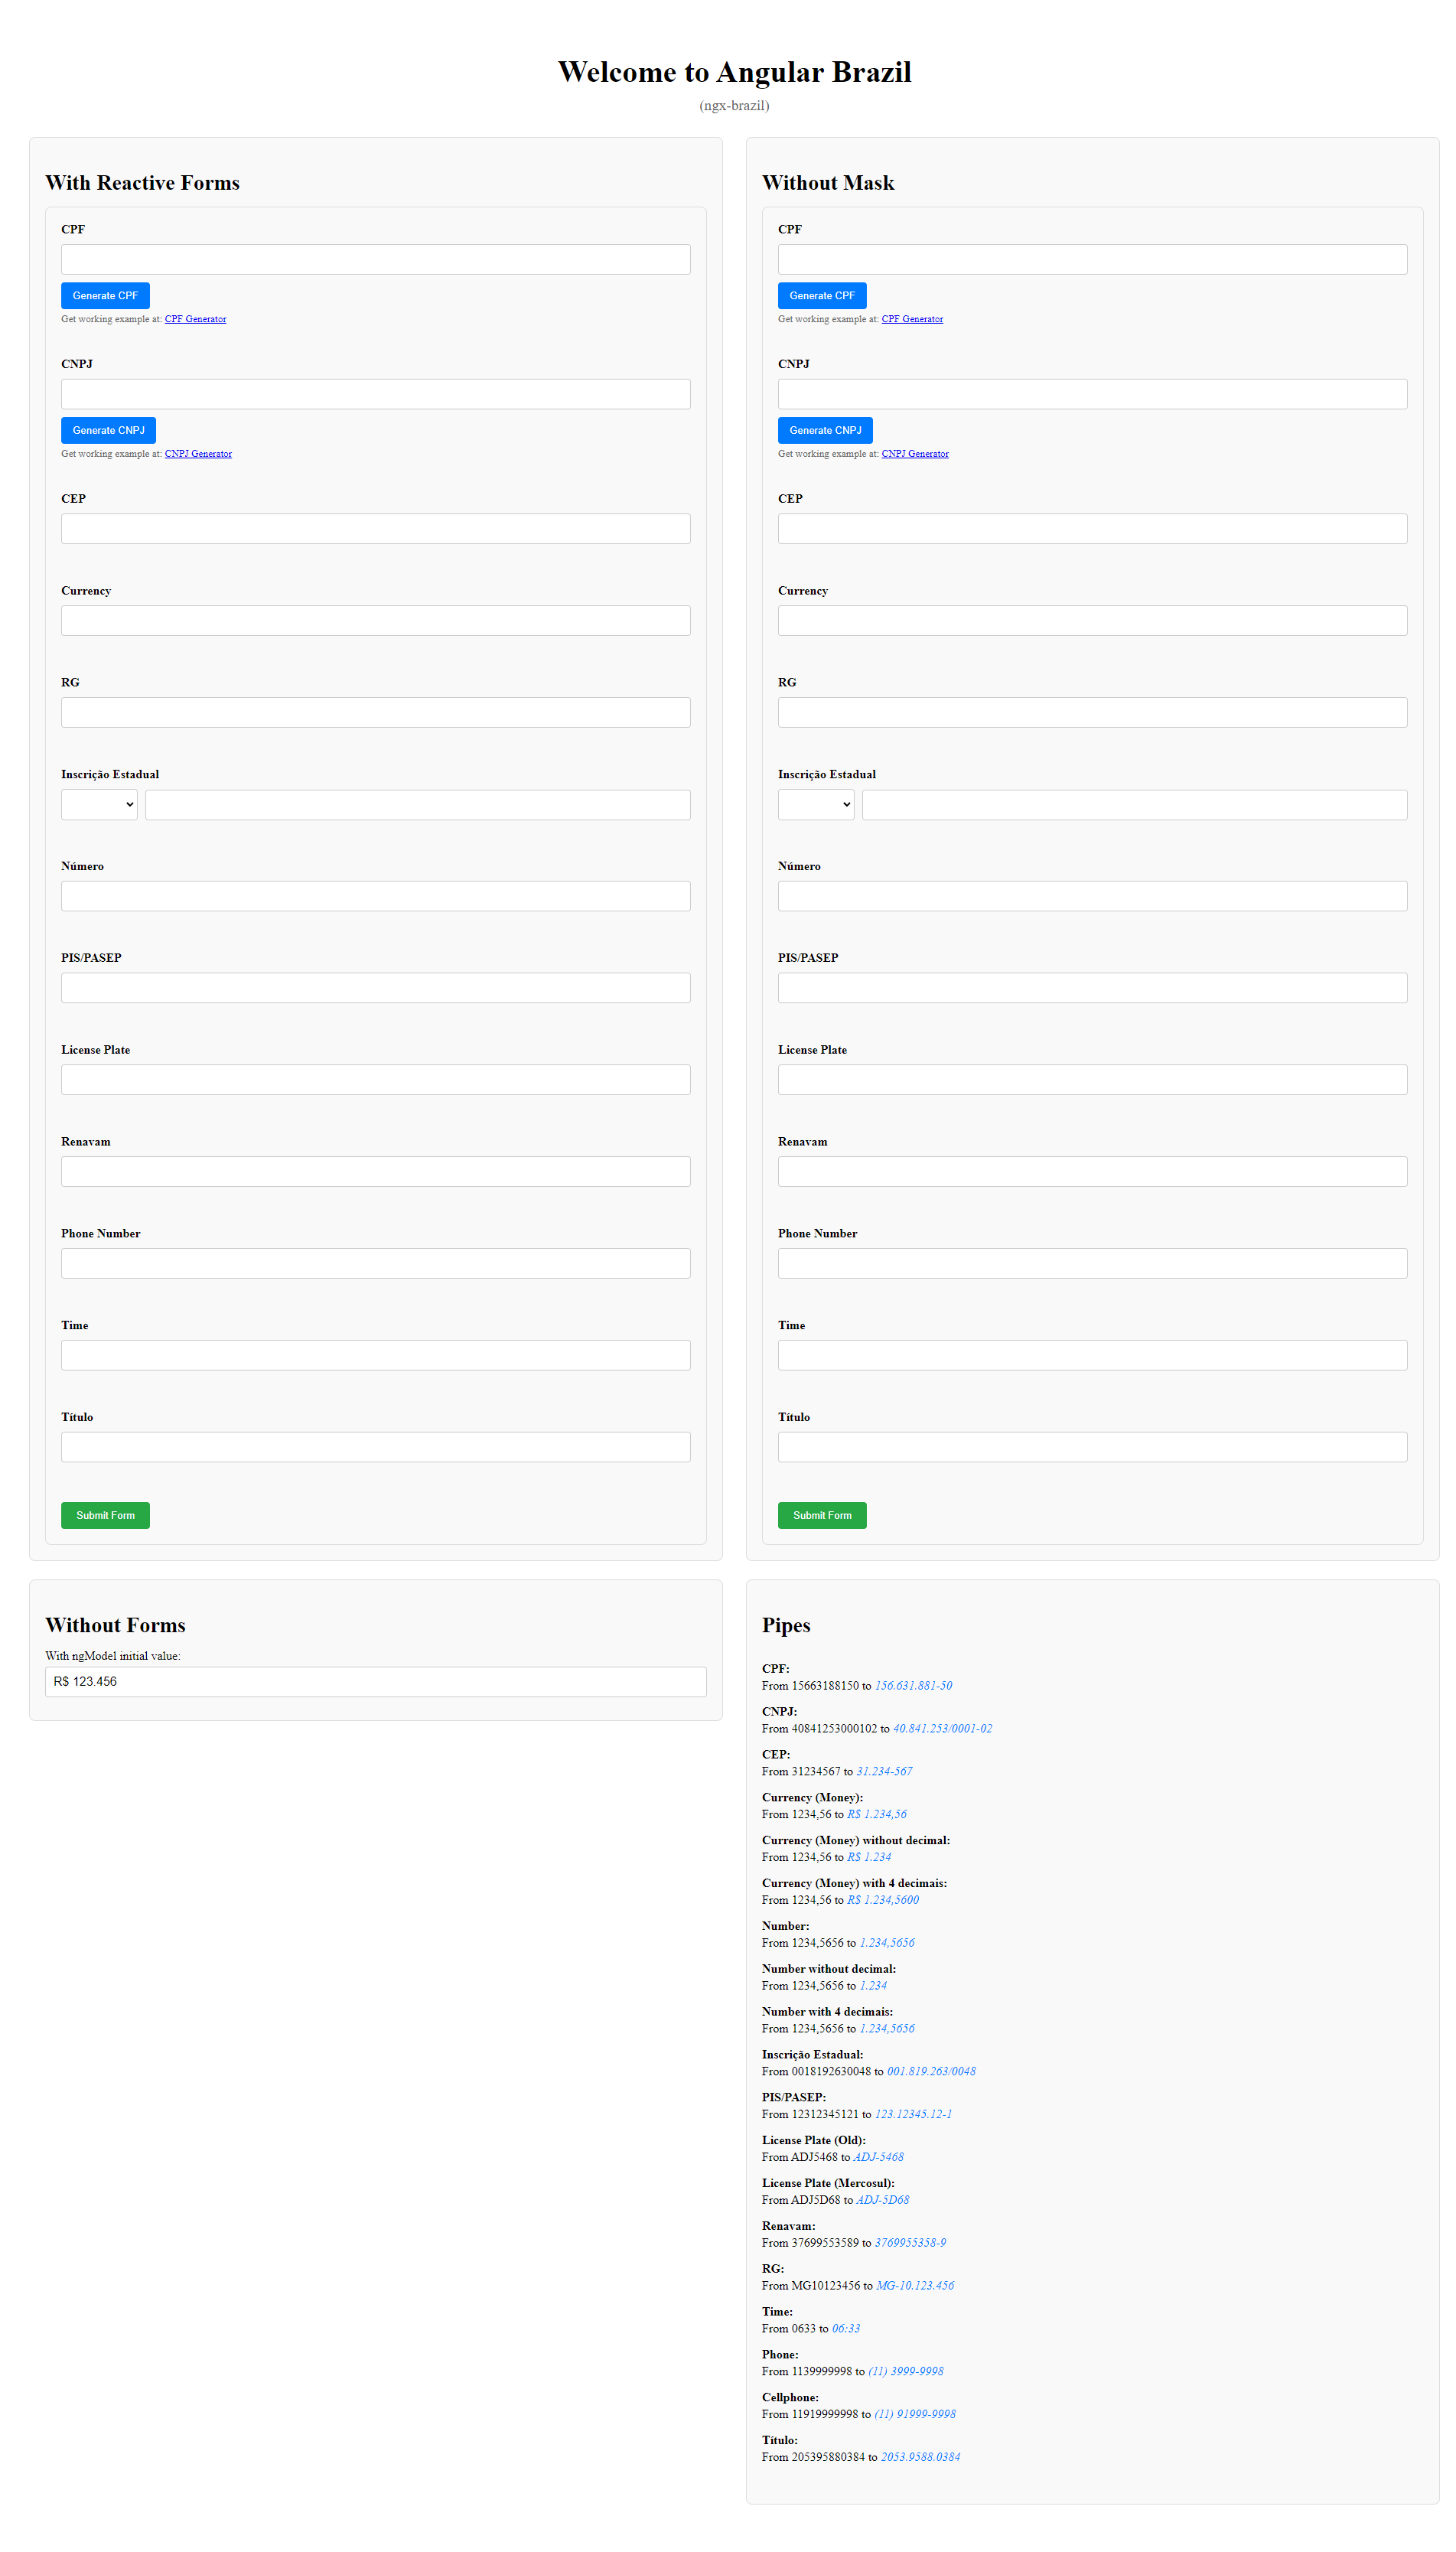 Welcome to Angular Brazil
(ngx-brazil)
With Reactive Forms
CPF
Generate CPF
Get working example at: CPF Generator
CNPJ
Generate CNPJ
Get working example at: CNPJ Generator
CEP
Currency
RG
Inscrição Estadual
Número
PIS/PASEP
License Plate
Renavam
Phone Number
Time
Título
Submit Form
Without Mask
CPF
Generate CPF
Get working example at: CPF Generator
CNPJ
Generate CNPJ
Get working example at: CNPJ Generator
CEP
Currency
RG
Inscrição Estadual
Número
PIS/PASEP
License Plate
Renavam
Phone Number
Time
Título
Submit Form
Without Forms
With ngModel initial value:
R$ 123.456
Pipes
CPF:
From 15663188150 to 156.631.881-50
CNPJ:
From 40841253000102 to 40.841.253/0001-02
CEP:
From 31234567 to 31.234-567
Currency (Money):
From 1234,56 to R$ 1.234,56
Currency (Money) without decimal:
From 1234,56 to R$ 1.234
Currency (Money) with 4 decimais:
From 1234,56 to R$ 1.234,5600
Number:
From 1234,5656 to 1.234,5656
Number without decimal:
From 1234,5656 to 1.234
Number with 4 decimais:
From 1234,5656 to 1.234,5656
Inscrição Estadual:
From 0018192630048 to 001.819.263/0048
PIS/PASEP:
From 12312345121 to 123.12345.12-1
License Plate (Old):
From ADJ5468 to ADJ-5468
License Plate (Mercosul):
From ADJ5D68 to ADJ-5D68
Renavam:
From 37699553589 to 3769955358-9
RG:
From MG10123456 to MG-10.123.456
Time:
From 0633 to 06:33
Phone:
From 1139999998 to (11) 3999-9998
Cellphone:
From 11919999998 to (11) 91999-9998
Título:
From 205395880384 to 2053.9588.0384